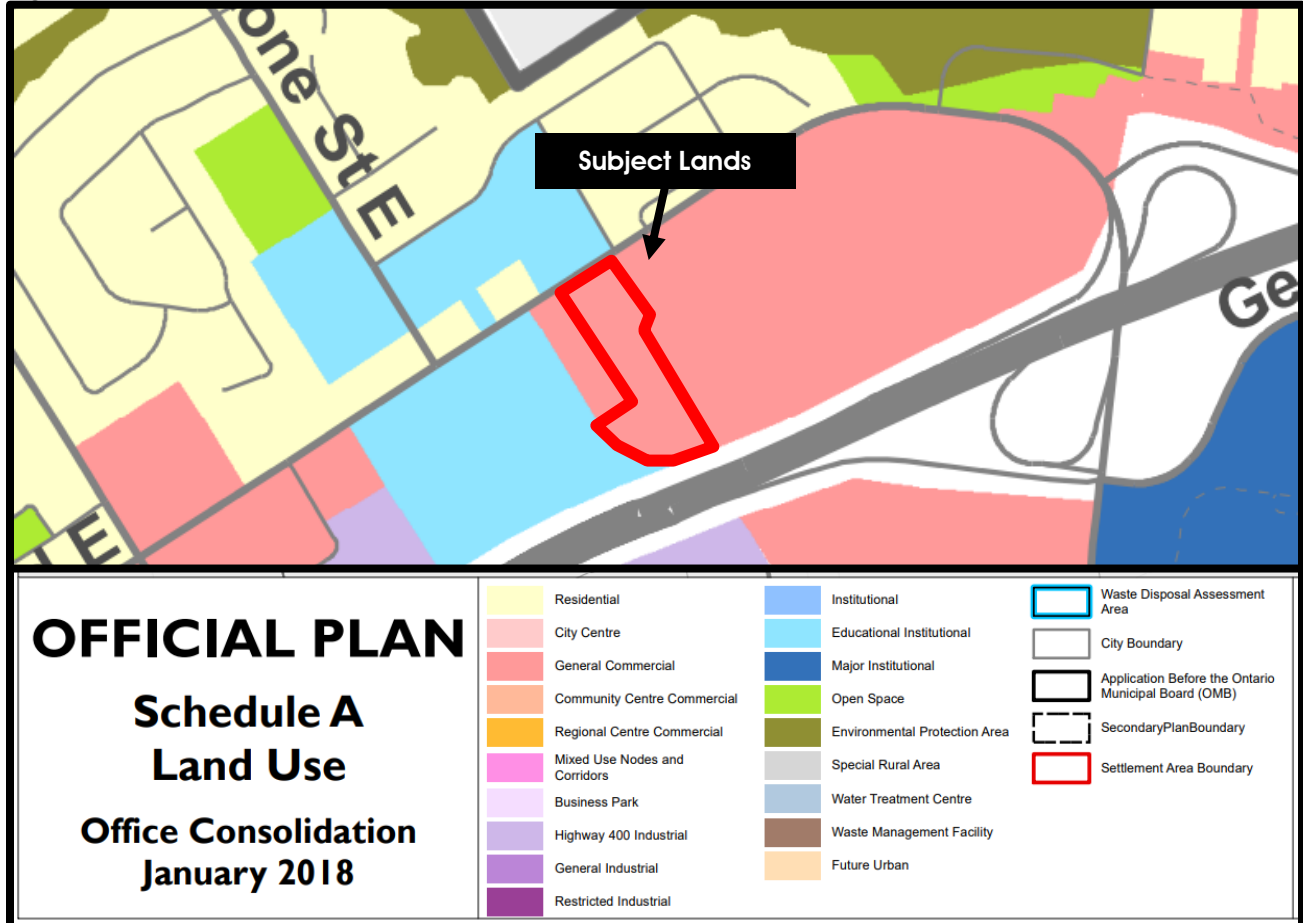 one St E
Subject Lands
Ge
E
OFFICIAL PLAN
Schedule A
Land Use
Office Consolidation
January 2018
Residential
City Centre
General Commercial
Community Centre Commercial
Regional Centre Commercial
Mixed Use Nodes and
Corridors
Business Park
Highway 400 Industrial
General Industrial
Restricted Industrial
Institutional
Educational Institutional
Major Institutional
Open Space
Environmental Protection Area
Special Rural Area
Water Treatment Centre
Waste Management Facility
Future Urban
Waste Disposal Assessment
Area
City Boundary
Application Before the Ontario
Municipal Board (OMB)
SecondaryPlanBoundary
Settlement Area Boundary